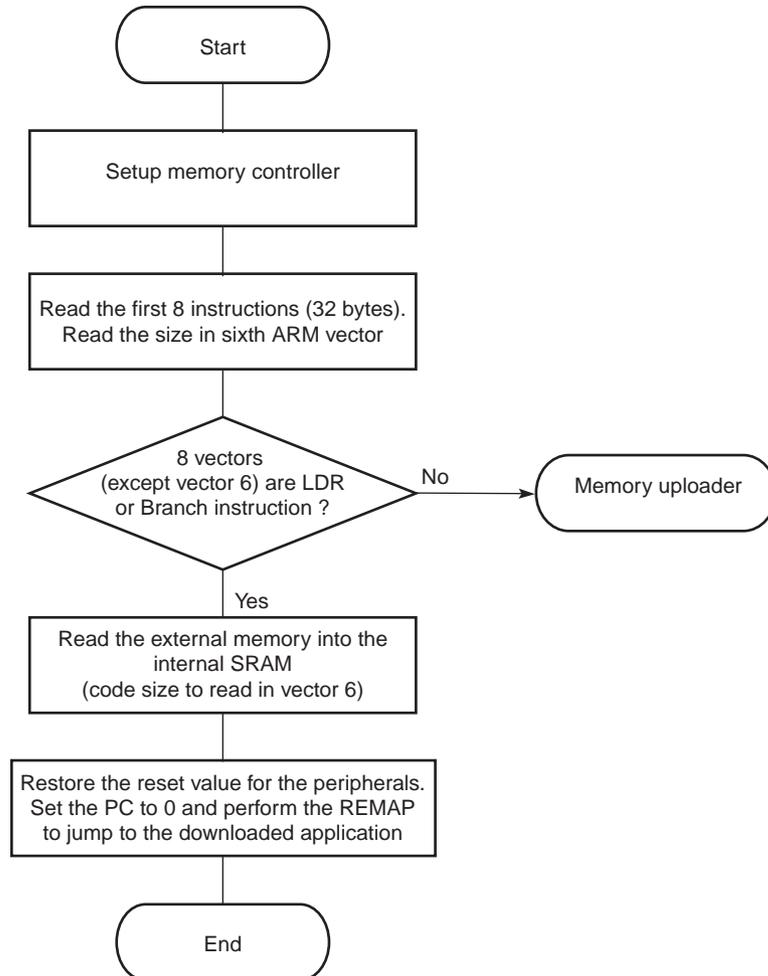 Start
Setup memory controller
Read the first 8 instructions (32 bytes).
Read the size in sixth ARM vector
8 vectors
(except vector 6) are LDR
or Branch instruction ?
No
Memory uploader
Yes
Read the external memory into the
internal SRAM
(code size to read in vector 6)
Restore the reset value for the peripherals.
Set the PC to 0 and perform the REMAP
to jump to the downloaded application
End